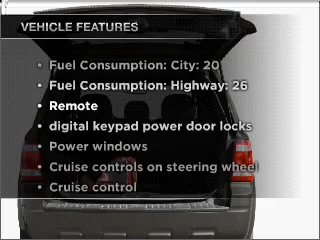 VEHICLE FEATURES
• Fuel Consumption: City: 20
• Fuel Consumption: Highway: 26
• Remote
• digital keypad power door locks
• Power windows
• Cruise controls on steering wheel
• Cruise control